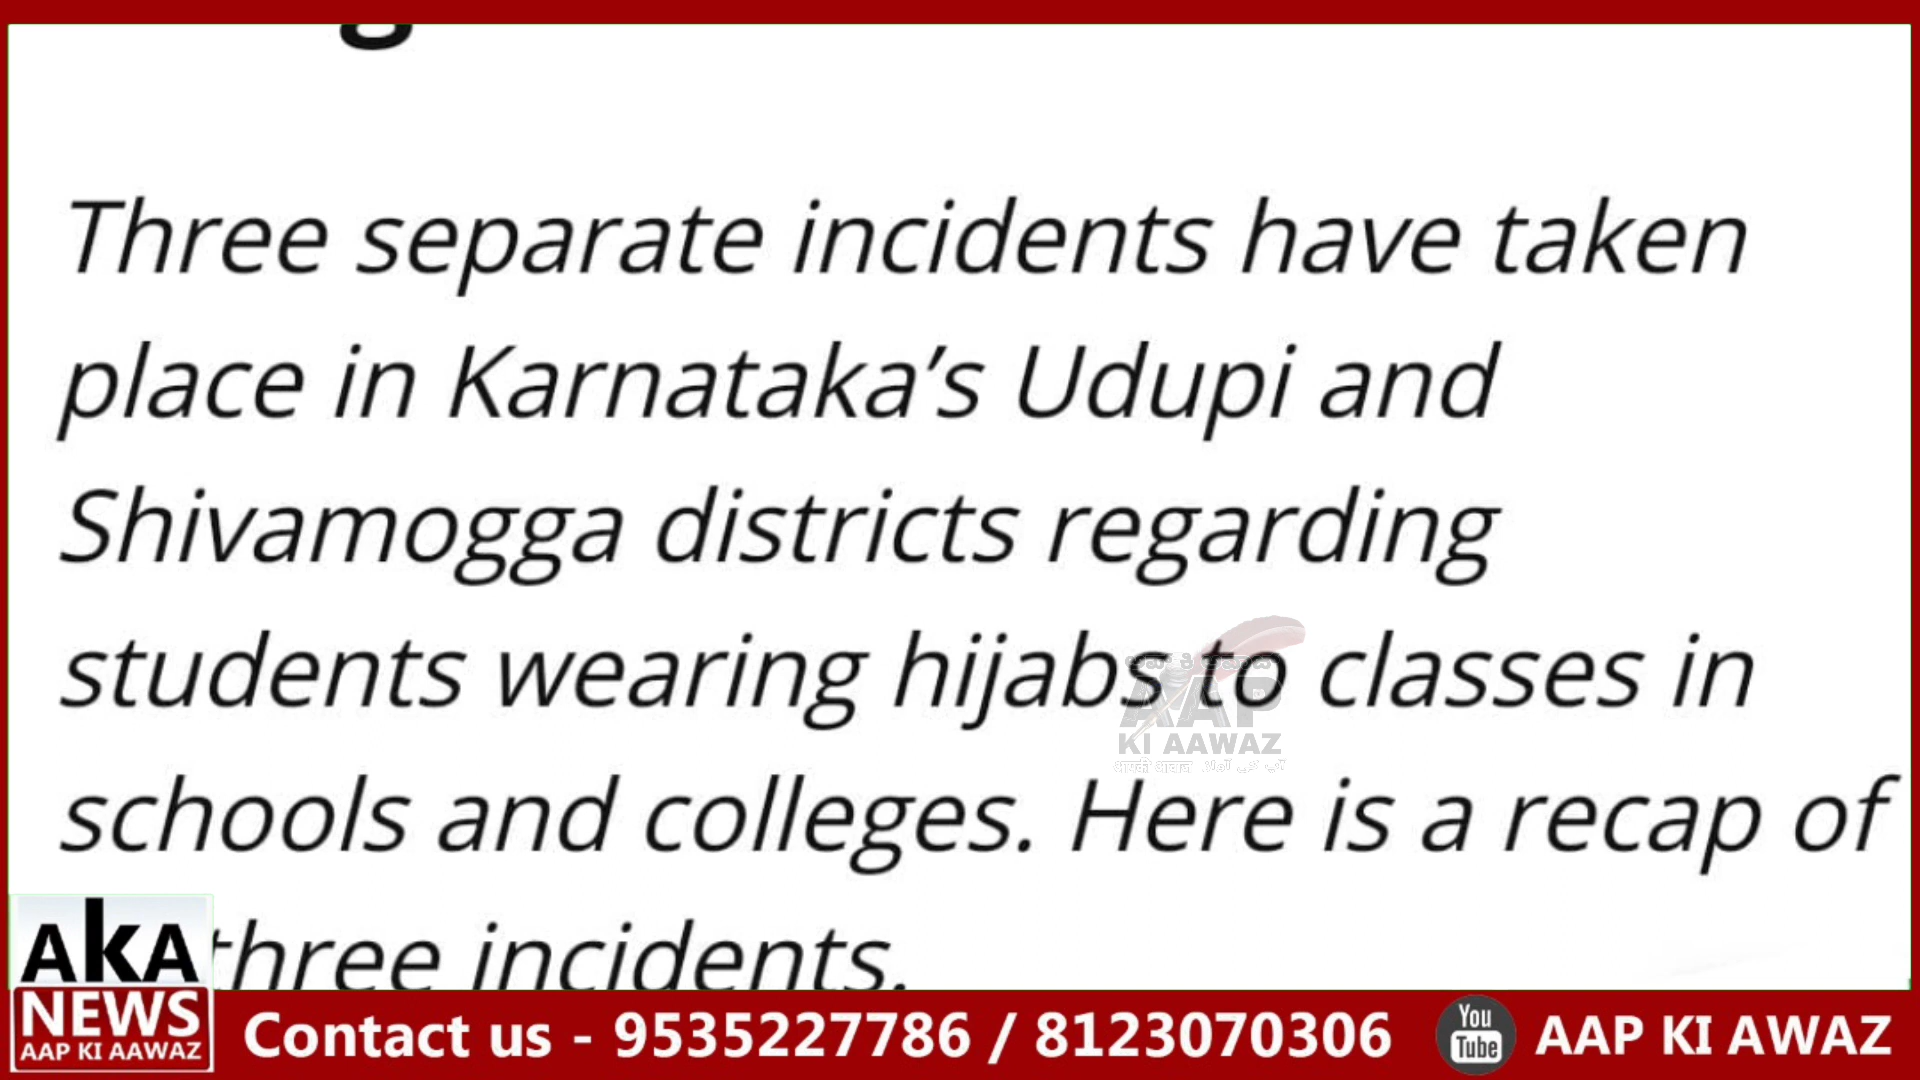 Three separate incidents have taken
place in Karnataka’s Udupi and
Shivamogga districts regarding
students wearing hijabs to classes in
schools and colleges. Here is a recap of
three incidents.
AAP
KI AAWAZ
AKA
NEWS
AAP KI AAWAZ
Contact us - 9535227786 / 8123070306
You
Tube
AAP KI AWAZ